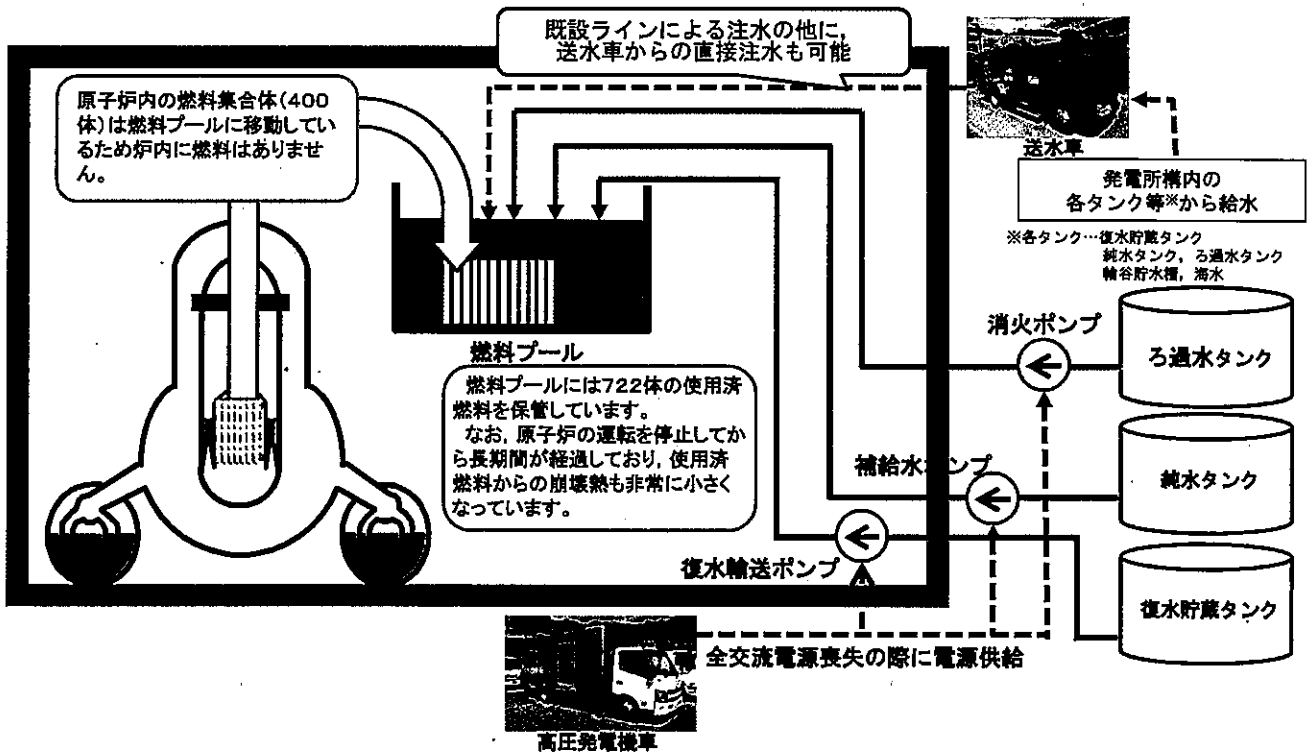 既設ラインによる注水の他に,
送水車からの直接注水も可能
原子炉内の燃料集合体(400
体)は燃料プールに移動してい
るため炉内に燃料はありませ
ん。
送水車
発電所構内の
各タンク等※から給水
※各タンク…復水貯蔵タンク
純水タンク, ろ過水タンク
輪谷貯水槽, 海水
消火ポンプ
ろ過水タンク
燃料プール
燃料プールには722体の使用済
燃料を保管しています。
なお, 原子炉の運転を停止してか
ら長期間が経過しており, 使用済
燃料からの崩壊熱も非常に小さく
なっています。
補給水ポンプ
純水タンク
復水輸送ポンプ
復水貯蔵タンク
全交流電源喪失の際に電源供給
高圧発電機車